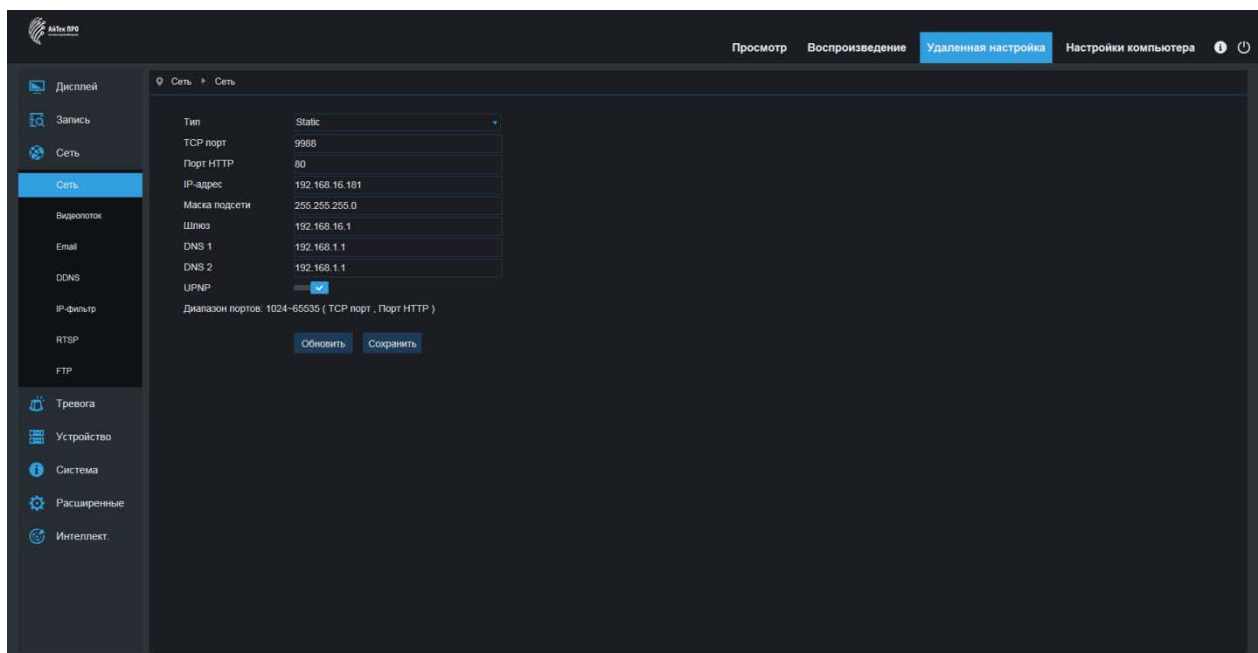 АйТек ПРО
Просмотр Воспроизведение Удаленная настройка Настройки компьютера
Дисплей
Запись
Сеть
Сеть
Видеопоток
Email
DDNS
IP-фильтр
RTSP
FTP
Тревога
Устройство
Система
Расширенные
Интеллект.
Сеть Сеть
Тип Static
TCP порт 9988
Порт HTTP 80
IP-адрес 192.168.16.181
Маска подсети 255.255.255.0
Шлюз 192.168.16.1
DNS 1 192.168.1.1
DNS 2 192.168.1.1
UPNP
Диапазон портов: 1024~65535 ( TCP порт , Порт HTTP )
Обновить Сохранить